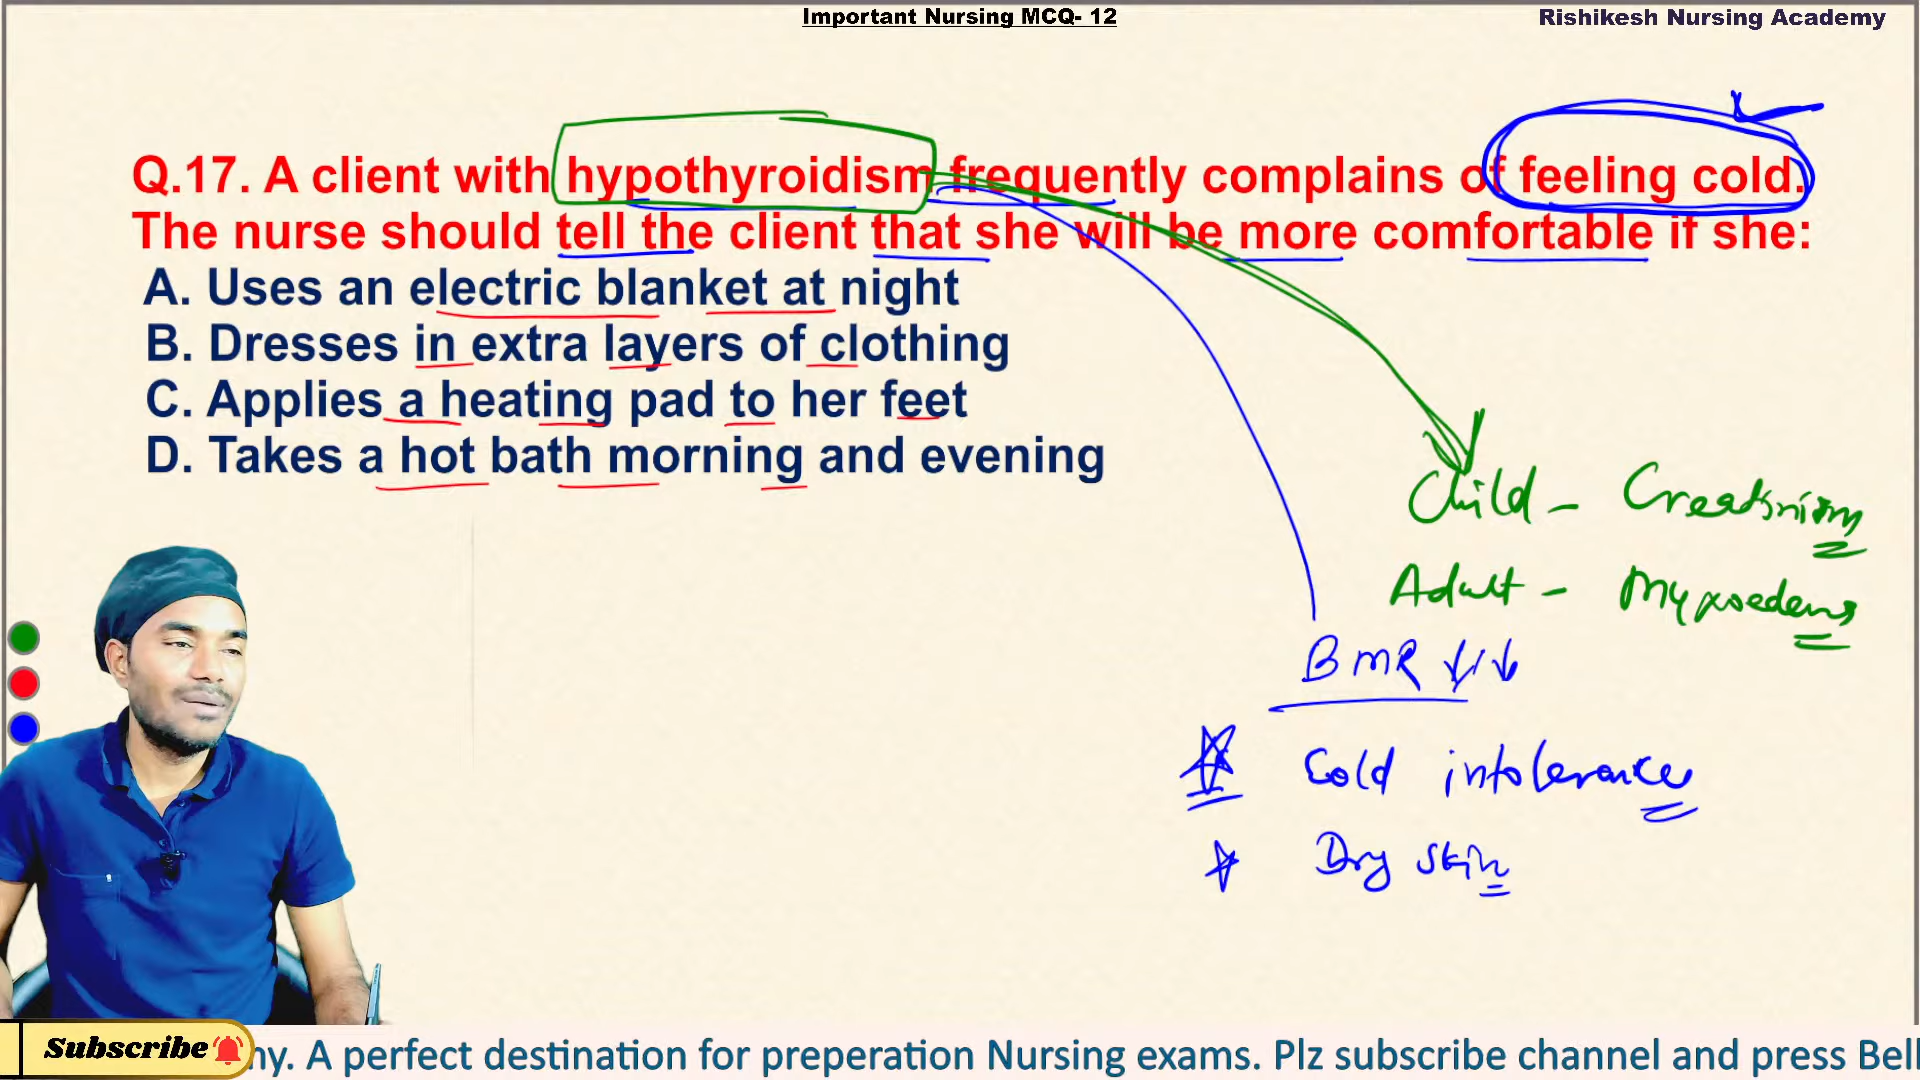 Important Nursing MCQ- 12
Rishikesh Nursing Academy
Q.17. A client with hypothyroidism frequently complains of feeling cold.
The nurse should tell the client that she will be more comfortable if she:
A. Uses an electric blanket at night
B. Dresses in extra layers of clothing
C. Applies a heating pad to her feet
D. Takes a hot bath morning and evening
Child - Creatinism
Adult - Myxoedema
BMR ↓/↓
Cold intolerance
Dry skin
Subscribe
ny. A perfect destination for preperation Nursing exams. Plz subscribe channel and press Bell